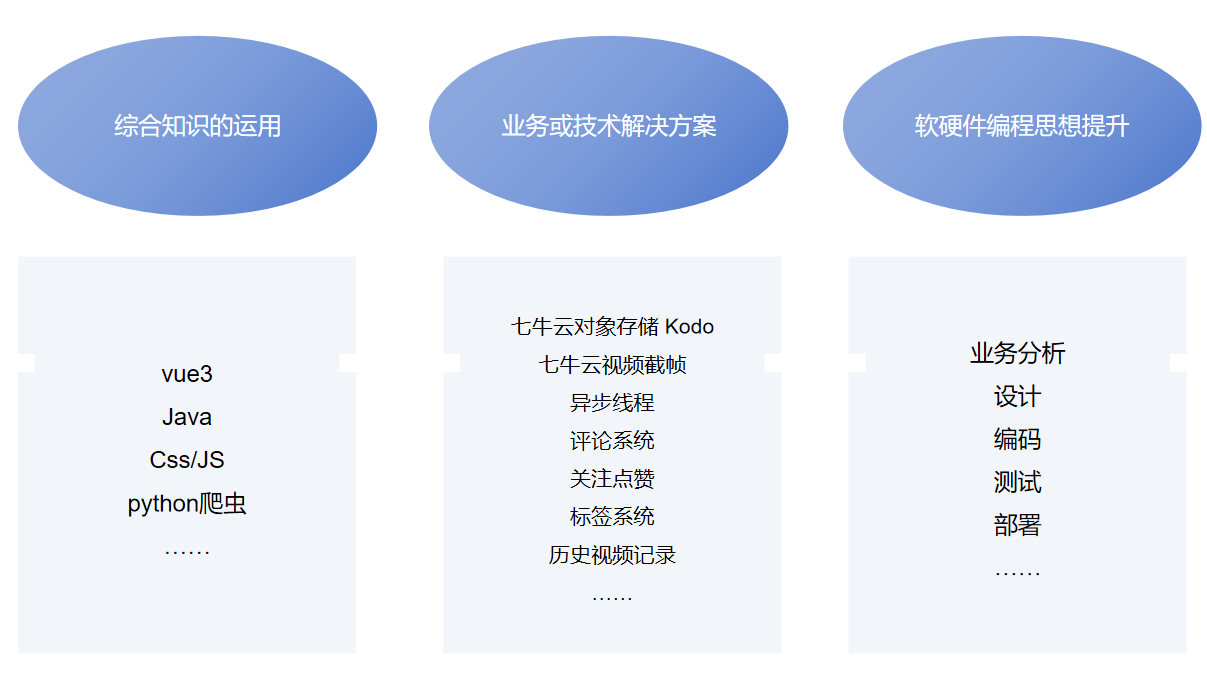 综合知识的运用
业务或技术解决方案
软硬件编程思想提升
vue3
Java
Css/JS
python爬虫
……
七牛云对象存储 Kodo
七牛云视频截帧
异步线程
评论系统
关注点赞
标签系统
历史视频记录
……
业务分析
设计
编码
测试
部署
……